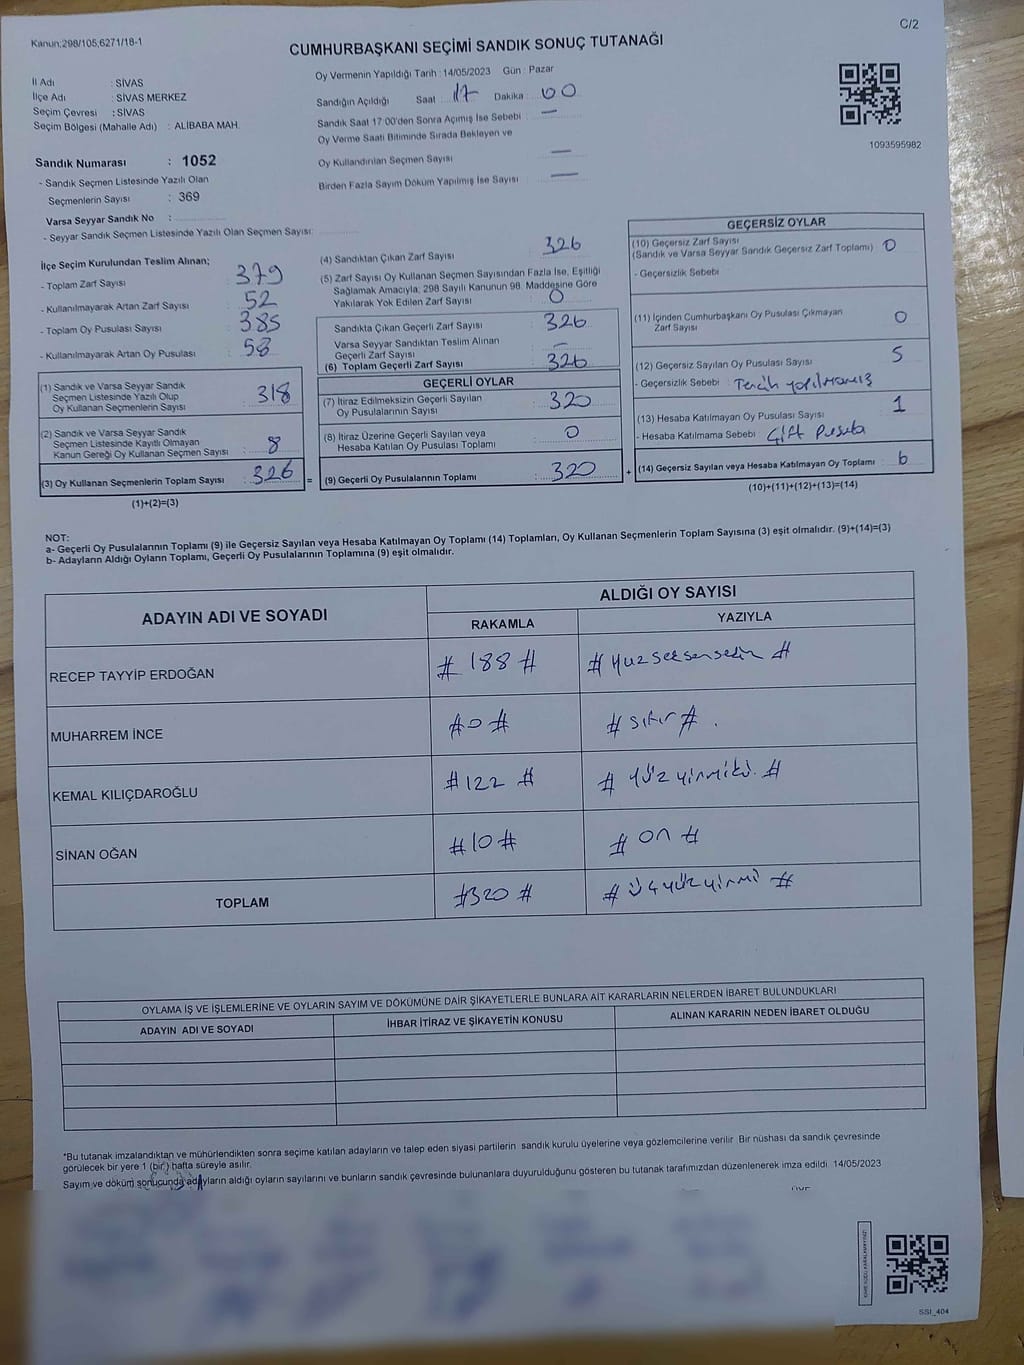 C/2
Kanun:298/105;6271/18-1
CUMHURBAŞKANI SEÇİMİ SANDIK SONUÇ TUTANAĞI
İl Adı : SİVAS
İlçe Adı : SİVAS MERKEZ
Seçim Çevresi : SİVAS
Seçim Bölgesi (Mahalle Adı) : ALİBABA MAH.
Sandık Numarası : 1052
- Sandık Seçmen Listesinde Yazılı Olan
Seçmenlerin Sayısı : 369
Varsa Seyyar Sandık No :
- Seyyar Sandık Seçmen Listesinde Yazılı Olan Seçmen Sayısı:
Oy Vermenin Yapıldığı Tarih : 14/05/2023 Gün : Pazar
Sandığın Açıldığı Saat 17 Dakika 00
Sandık Saat 17:00'den Sonra Açılmış İse Sebebi —
Oy Verme Saati Bitiminde Sırada Bekleyen ve
Oy Kullandırılan Seçmen Sayısı —
Birden Fazla Sayım Döküm Yapılmış İse Sayısı —
1093595982
İlçe Seçim Kurulundan Teslim Alınan;
- Toplam Zarf Sayısı : 379
- Kullanılmayarak Artan Zarf Sayısı : 52
- Toplam Oy Pusulası Sayısı : 385
- Kullanılmayarak Artan Oy Pusulası : 58
(1) Sandık ve Varsa Seyyar Sandık
Seçmen Listesinde Yazılı Olup
Oy Kullanan Seçmenlerin Sayısı : 318
(2) Sandık ve Varsa Seyyar Sandık
Seçmen Listesinde Kayıtlı Olmayan
Kanun Gereği Oy Kullanan Seçmen Sayısı : 8
(3) Oy Kullanan Seçmenlerin Toplam Sayısı : 326 =
(1)+(2)=(3)
(4) Sandıktan Çıkan Zarf Sayısı 326
(5) Zarf Sayısı Oy Kullanan Seçmen Sayısından Fazla İse, Eşitliği
Sağlamak Amacıyla; 298 Sayılı Kanunun 98. Maddesine Göre
Yakılarak Yok Edilen Zarf Sayısı : 0
Sandıkta Çıkan Geçerli Zarf Sayısı : 326
Varsa Seyyar Sandıktan Teslim Alınan
Geçerli Zarf Sayısı : –
(6) Toplam Geçerli Zarf Sayısı : 326
GEÇERLİ OYLAR
(7) İtiraz Edilmeksizin Geçerli Sayılan
Oy Pusulalarının Sayısı : 320
(8) İtiraz Üzerine Geçerli Sayılan veya
Hesaba Katılan Oy Pusulası Toplamı : 0
(9) Geçerli Oy Pusulalarının Toplamı : 320 +
GEÇERSİZ OYLAR
(10) Geçersiz Zarf Sayısı
(Sandık ve Varsa Seyyar Sandık Geçersiz Zarf Toplamı) : 0
- Geçersizlik Sebebi :
(11) İçinden Cumhurbaşkanı Oy Pusulası Çıkmayan
Zarf Sayısı : 0
(12) Geçersiz Sayılan Oy Pusulası Sayısı : 5
- Geçersizlik Sebebi : Tercih yapılmamış
(13) Hesaba Katılmayan Oy Pusulası Sayısı : 1
- Hesaba Katılmama Sebebi : Çift Pusula
(14) Geçersiz Sayılan veya Hesaba Katılmayan Oy Toplamı : 6
(10)+(11)+(12)+(13)=(14)
NOT:
a- Geçerli Oy Pusulalarının Toplamı (9) ile Geçersiz Sayılan veya Hesaba Katılmayan Oy Toplamı (14) Toplamları, Oy Kullanan Seçmenlerin Toplam Sayısına (3) eşit olmalıdır. (9)+(14)=(3)
b- Adayların Aldığı Oyların Toplamı, Geçerli Oy Pusulalarının Toplamına (9) eşit olmalıdır.
ADAYIN ADI VE SOYADI
ALDIĞI OY SAYISI
RAKAMLA YAZIYLA
RECEP TAYYİP ERDOĞAN # 188 # # Yüzseksensekiz #
MUHARREM İNCE # 0 # # sıfır #.
KEMAL KILIÇDAROĞLU # 122 # # Yüz yirmiiki. #
SİNAN OĞAN # 10 # # on #
TOPLAM #320 # # Üçyüzyirmi #
OYLAMA İŞ VE İŞLEMLERİNE VE OYLARIN SAYIM VE DÖKÜMÜNE DAİR ŞİKAYETLERLE BUNLARA AİT KARARLARIN NELERDEN İBARET BULUNDUKLARI
ADAYIN ADI VE SOYADI İHBAR İTİRAZ VE ŞİKAYETİN KONUSU ALINAN KARARIN NEDEN İBARET OLDUĞU
*Bu tutanak imzalandıktan ve mühürlendikten sonra seçime katılan adayların ve talep eden siyasi partilerin sandık kurulu üyelerine veya gözlemcilerine verilir. Bir nüshası da sandık çevresinde
görülecek bir yere 1 (bir) hafta süreyle asılır.
Sayım ve döküm sonucunda adayların aldığı oyların sayılarını ve bunların sandık çevresinde bulunanlara duyurulduğunu gösteren bu tutanak tarafımızdan düzenlenerek imza edildi. 14/05/2023
SSI_404